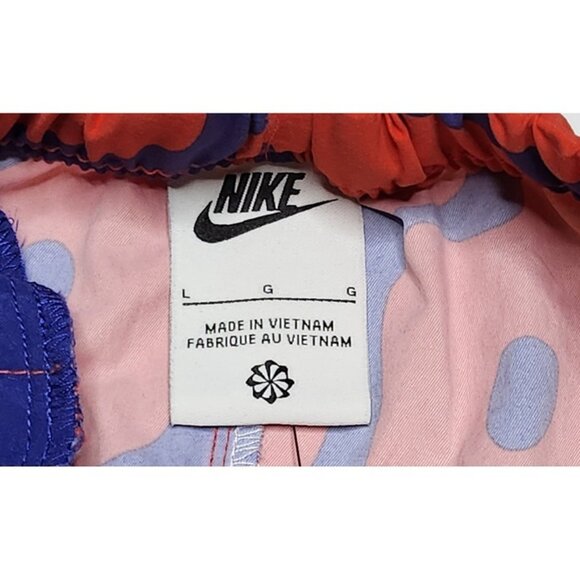 NIKE
L G G
MADE IN VIETNAM
FABRIQUE AU VIETNAM